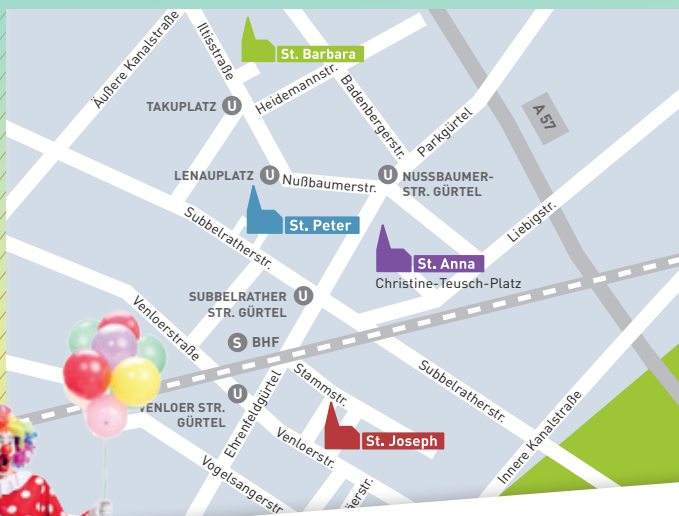 Äußere Kanalstraße
Iltisstraße
St. Barbara
TAKUPLATZ U
Heidemannstr.
Badenbergerstr.
Parkgürtel
A 57
LENAUPLATZ U
Nußbaumerstr.
U NUSSBAUMER-
STR. GÜRTEL
St. Peter
Subbelratherstr.
Liebigstr.
St. Anna
Christine-Teusch-Platz
SUBBELRATHER U
STR. GÜRTEL
Venloerstraße
S BHF
Stammstr.
Subbelratherstr.
U
VENLOER STR.
GÜRTEL
Ehrenfeldgürtel
St. Joseph
Innere Kanalstraße
Venloerstr.
Vogelsangerstr.